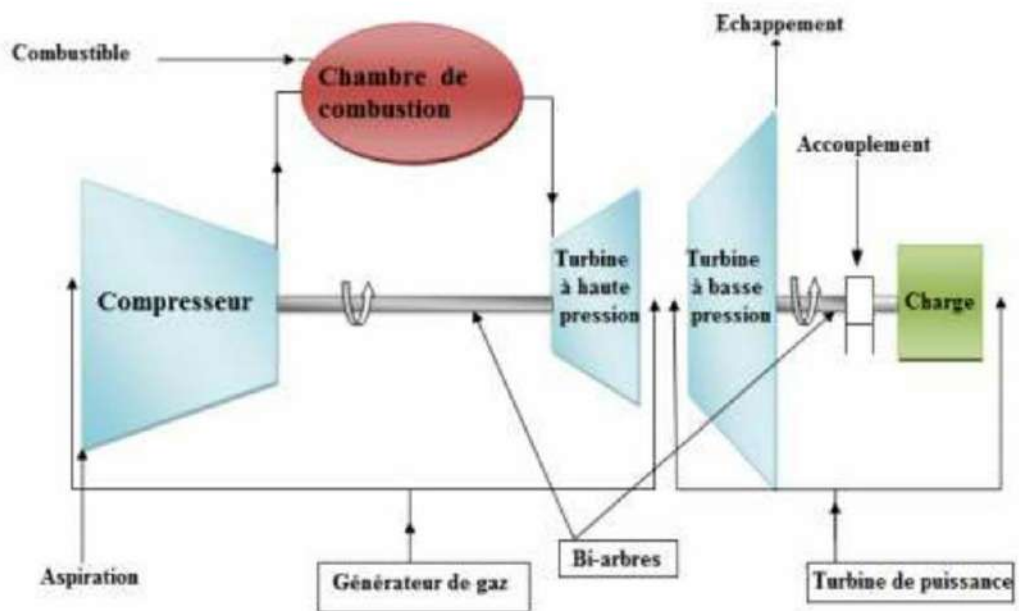 Echappement
Combustible
Chambre de
combustion
Accouplement
Compresseur
Turbine
à haute
pression
Turbine
à basse
pression
Charge
Aspiration
Générateur de gaz
Bi-arbres
Turbine de puissance